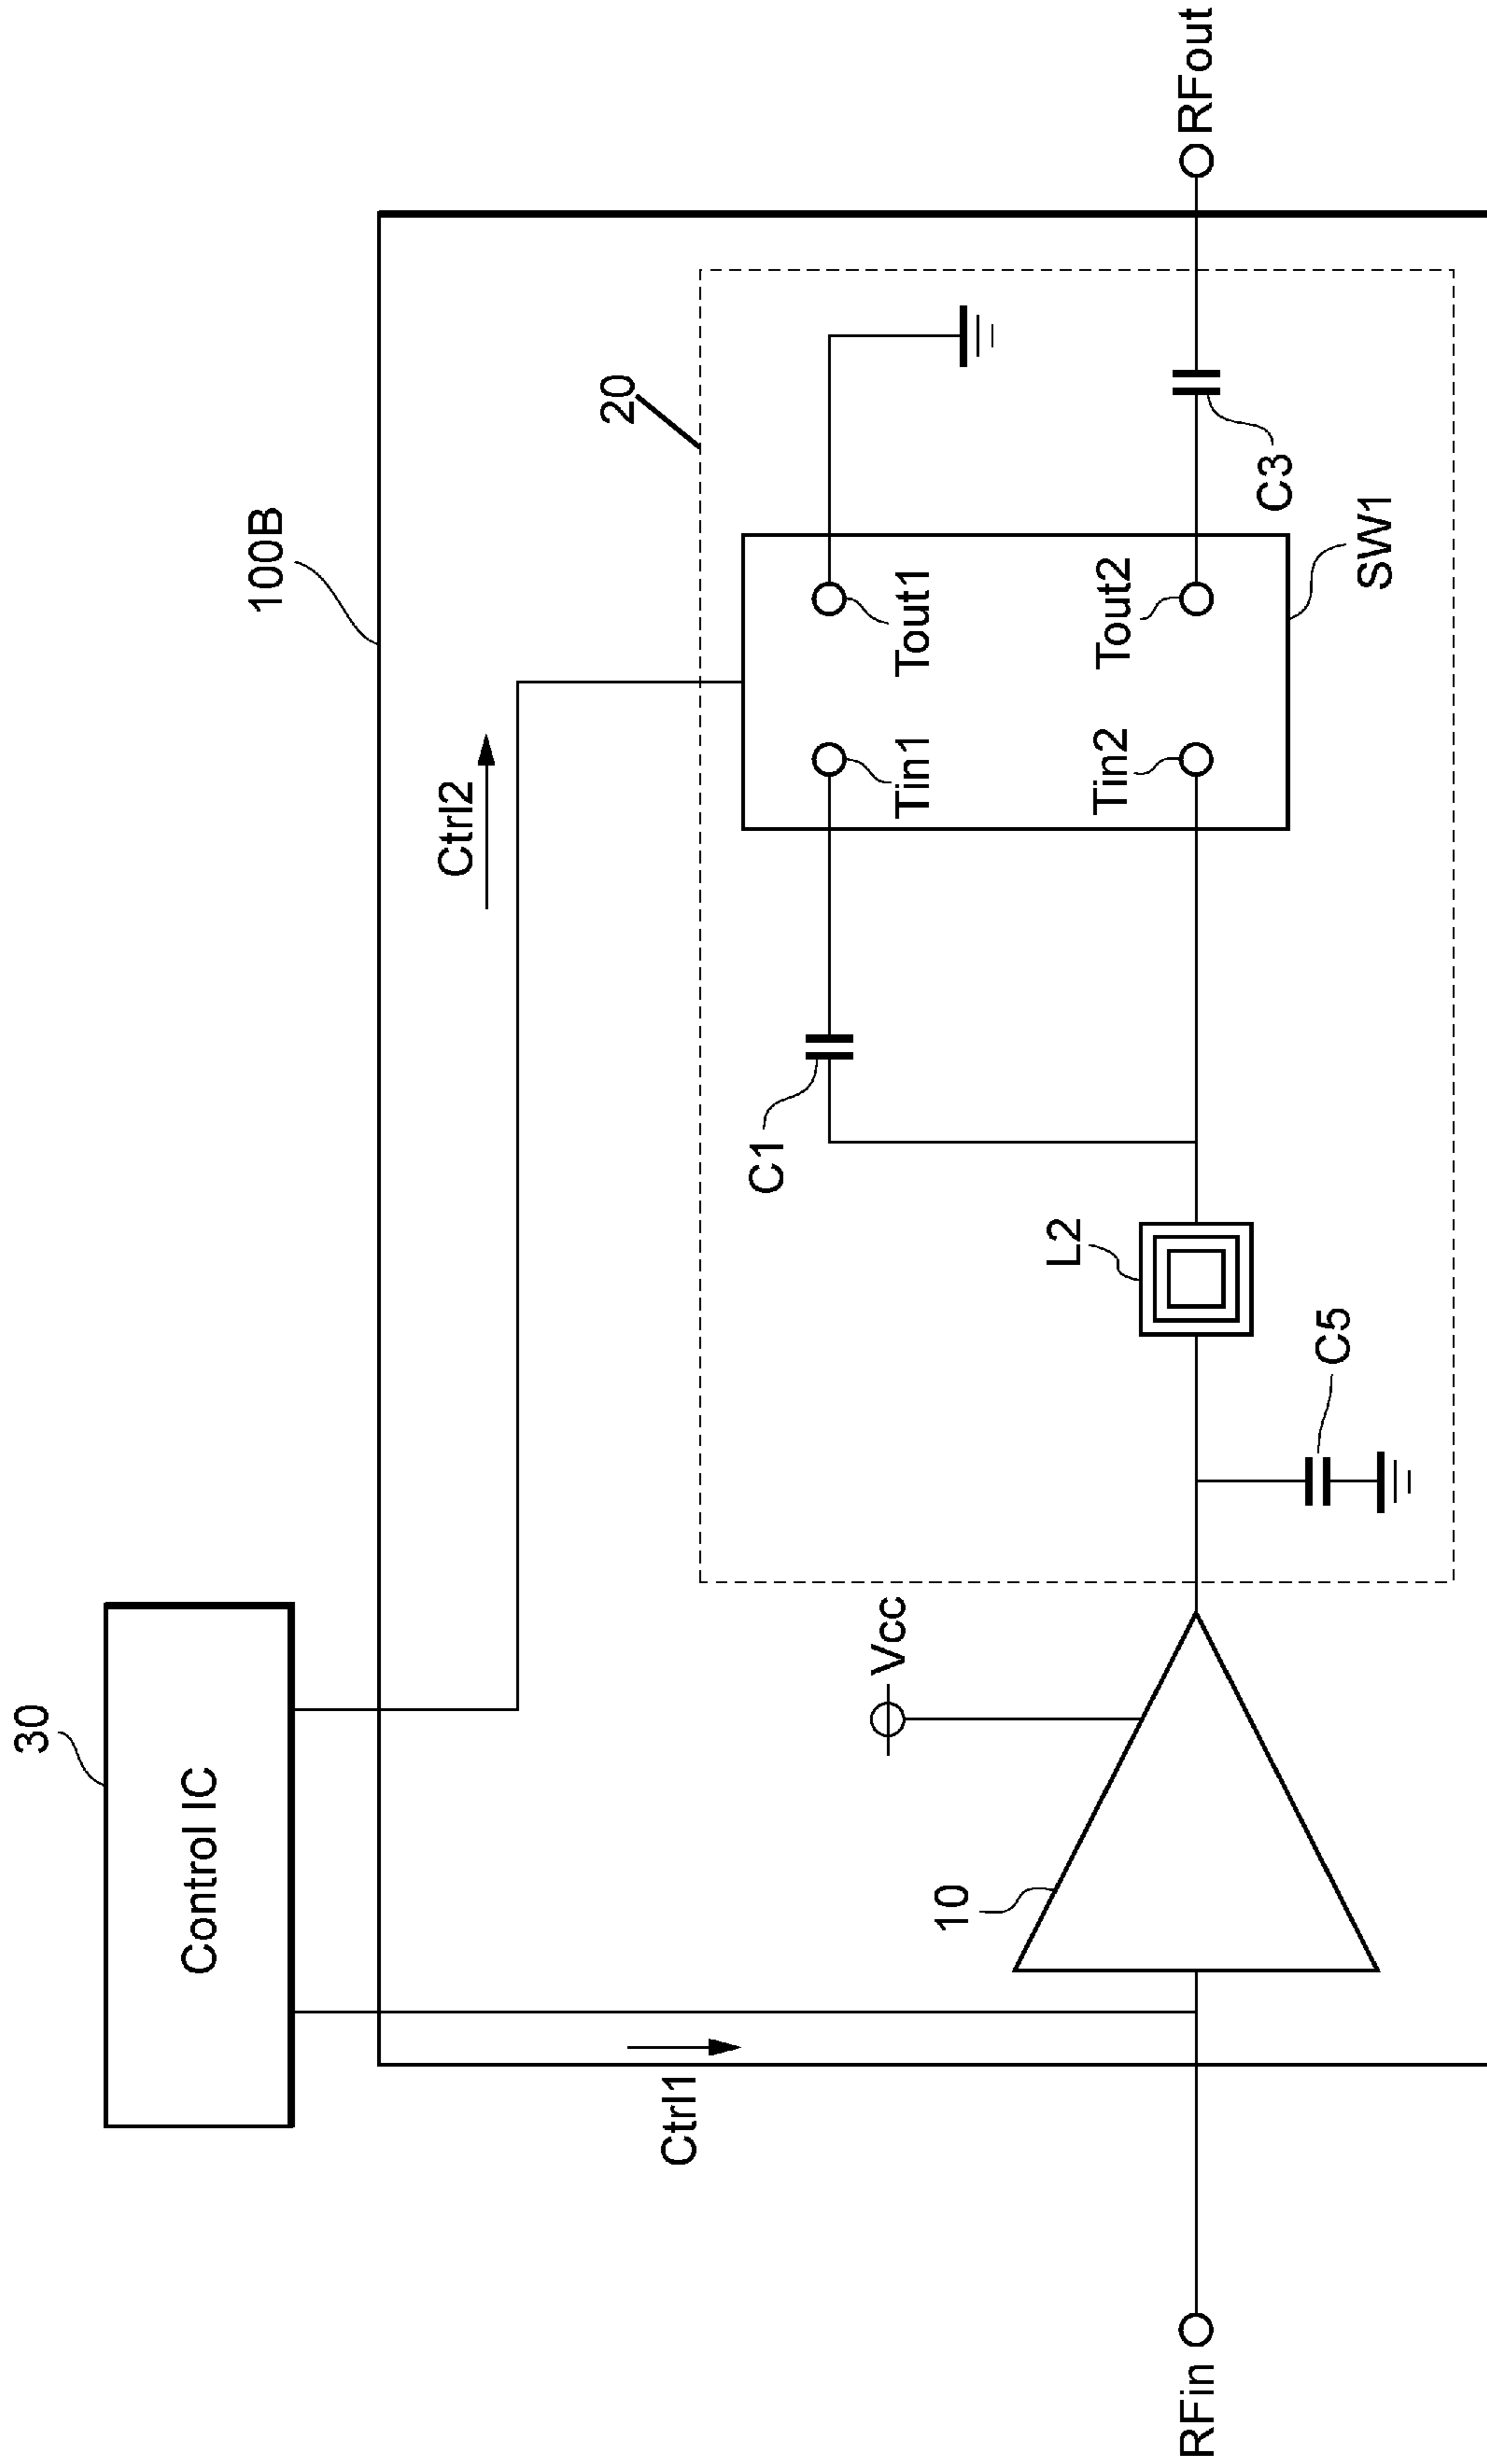 30
Control IC
100B
Ctrl2
Ctrl1
20
C1
Vcc
Tin1
Tout1
10
L2
Tin2
Tout2
RFin
RFout
C5
C3
SW1